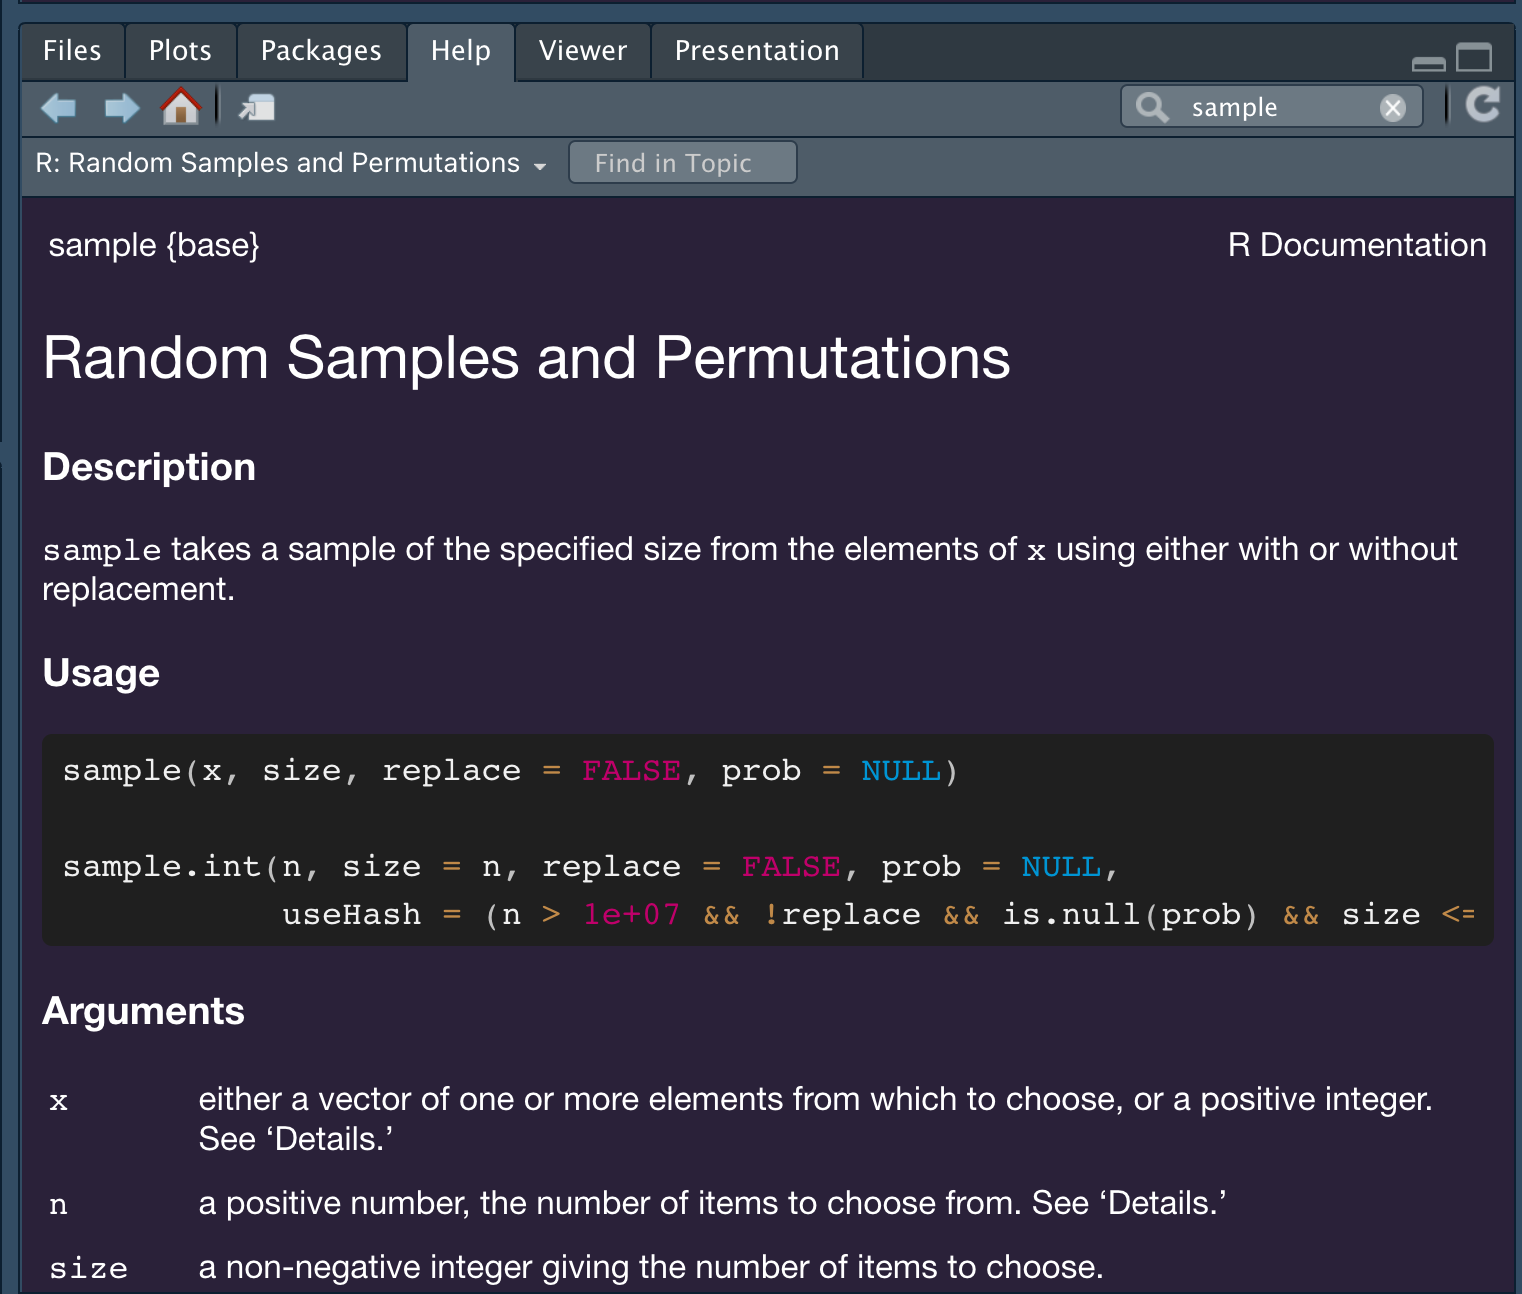 Files Plots Packages Help Viewer Presentation
sample
R: Random Samples and Permutations Find in Topic
sample {base} R Documentation
Random Samples and Permutations
Description
sample takes a sample of the specified size from the elements of x using either with or without
replacement.
Usage
sample(x, size, replace = FALSE, prob = NULL)
sample.int(n, size = n, replace = FALSE, prob = NULL,
useHash = (n > 1e+07 && !replace && is.null(prob) && size <=
Arguments
x either a vector of one or more elements from which to choose, or a positive integer.
See ‘Details.’
n a positive number, the number of items to choose from. See ‘Details.’
size a non-negative integer giving the number of items to choose.